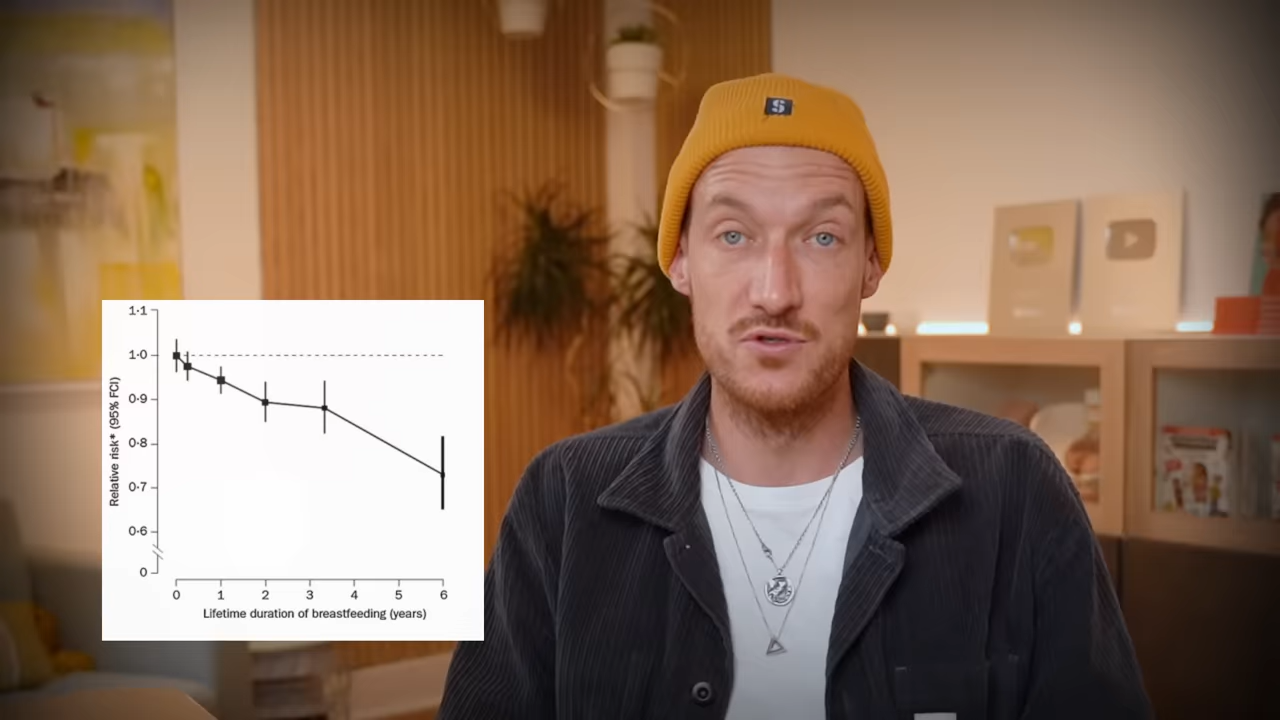 S
1·1
1·0
0·9
0·8
0·7
0·6
0
Relative risk* (95% FCI)
0 1 2 3 4 5 6
Lifetime duration of breastfeeding (years)